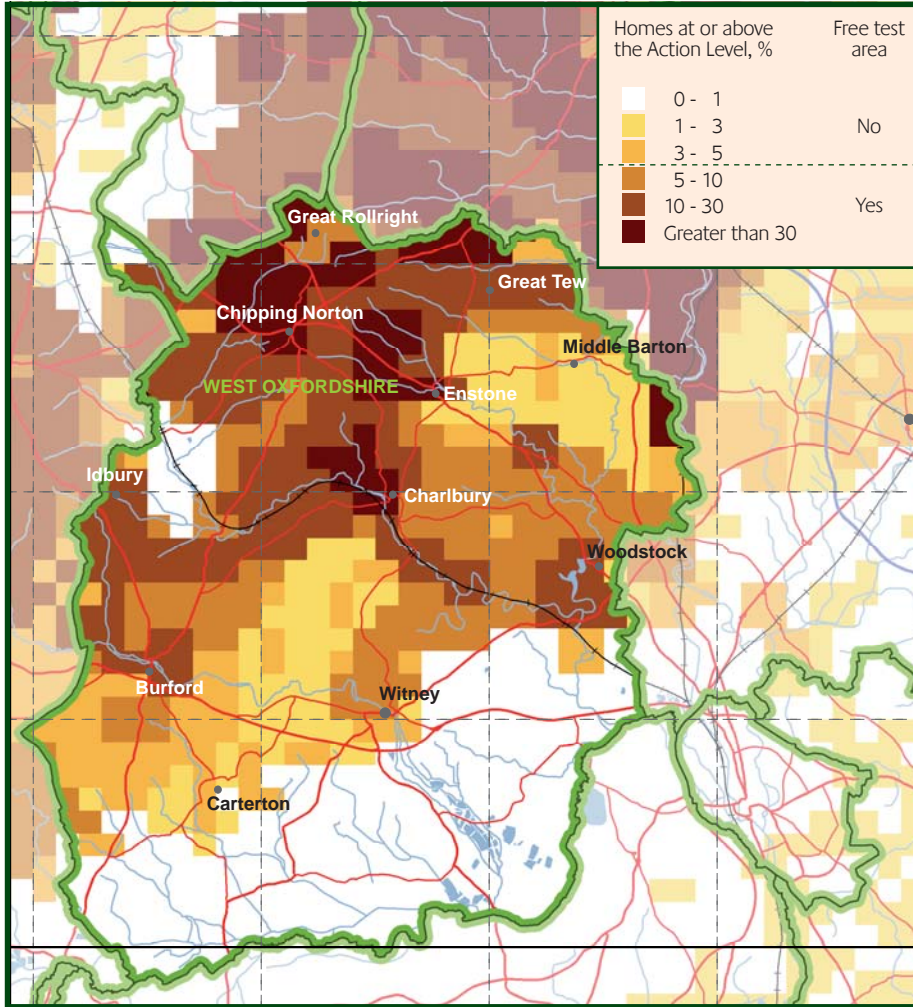 Homes at or above Free test
the Action Level, % area
0 - 1
1 - 3 No
3 - 5
5 - 10
10 - 30 Yes
Greater than 30
Great Rollright
Great Tew
Chipping Norton
Middle Barton
WEST OXFORDSHIRE
Enstone
Idbury
Charlbury
Woodstock
Burford
Witney
Carterton